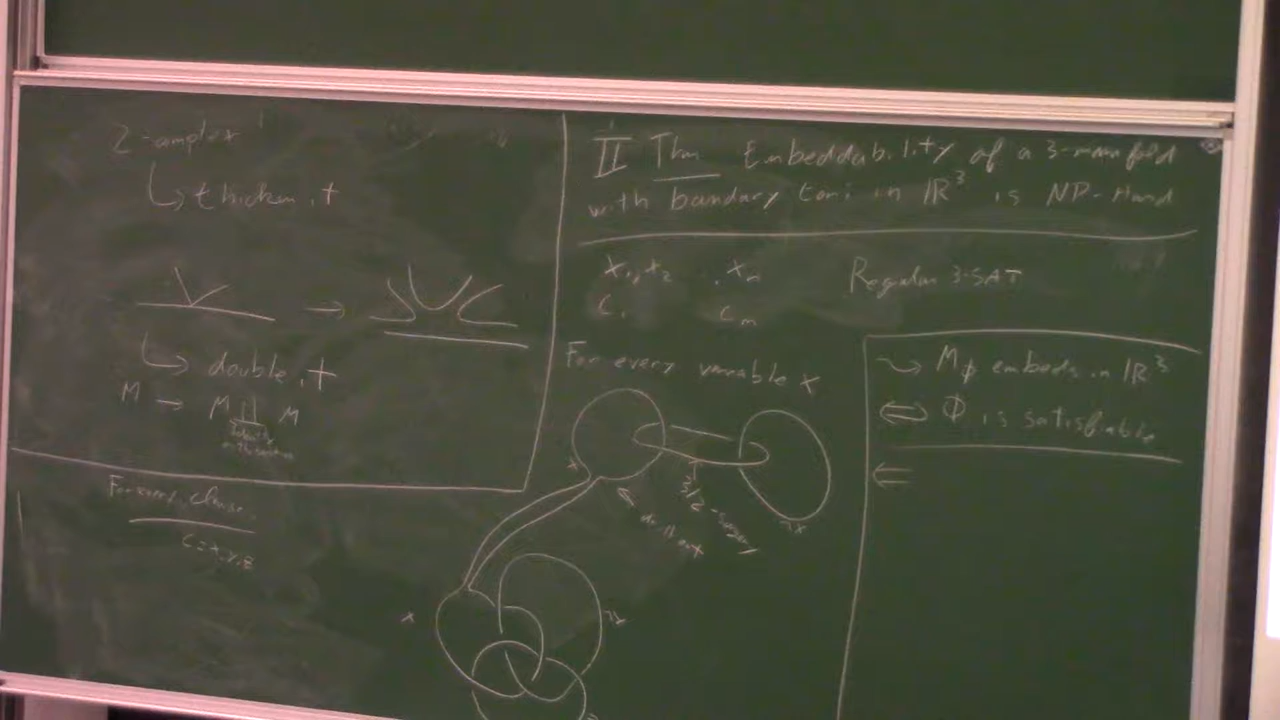 2-complex
↳ thicken it
→
↳ double it
M → M ∐ M
For every clause
II Thm Embeddability of a 3-manifold
with boundary tori in ℝ³ is NP-Hard
x₁, x₂ . xₙ Regular 3-SAT
C₁ Cₘ
For every variable x
x
¬x
drill out
x
⇝ M_ϕ embeds in ℝ³
⇔ Φ is satisfiable
⇐